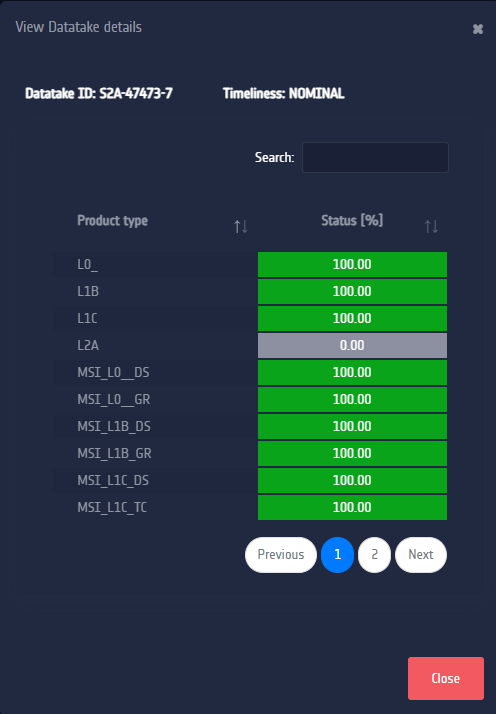 View Datatake details
✖
Datatake ID: S2A-47473-7 Timeliness: NOMINAL
Search:
Product type Status [%]
L0_ 100.00
L1B 100.00
L1C 100.00
L2A 0.00
MSI_L0__DS 100.00
MSI_L0__GR 100.00
MSI_L1B_DS 100.00
MSI_L1B_GR 100.00
MSI_L1C_DS 100.00
MSI_L1C_TC 100.00
Previous 1 2 Next
Close